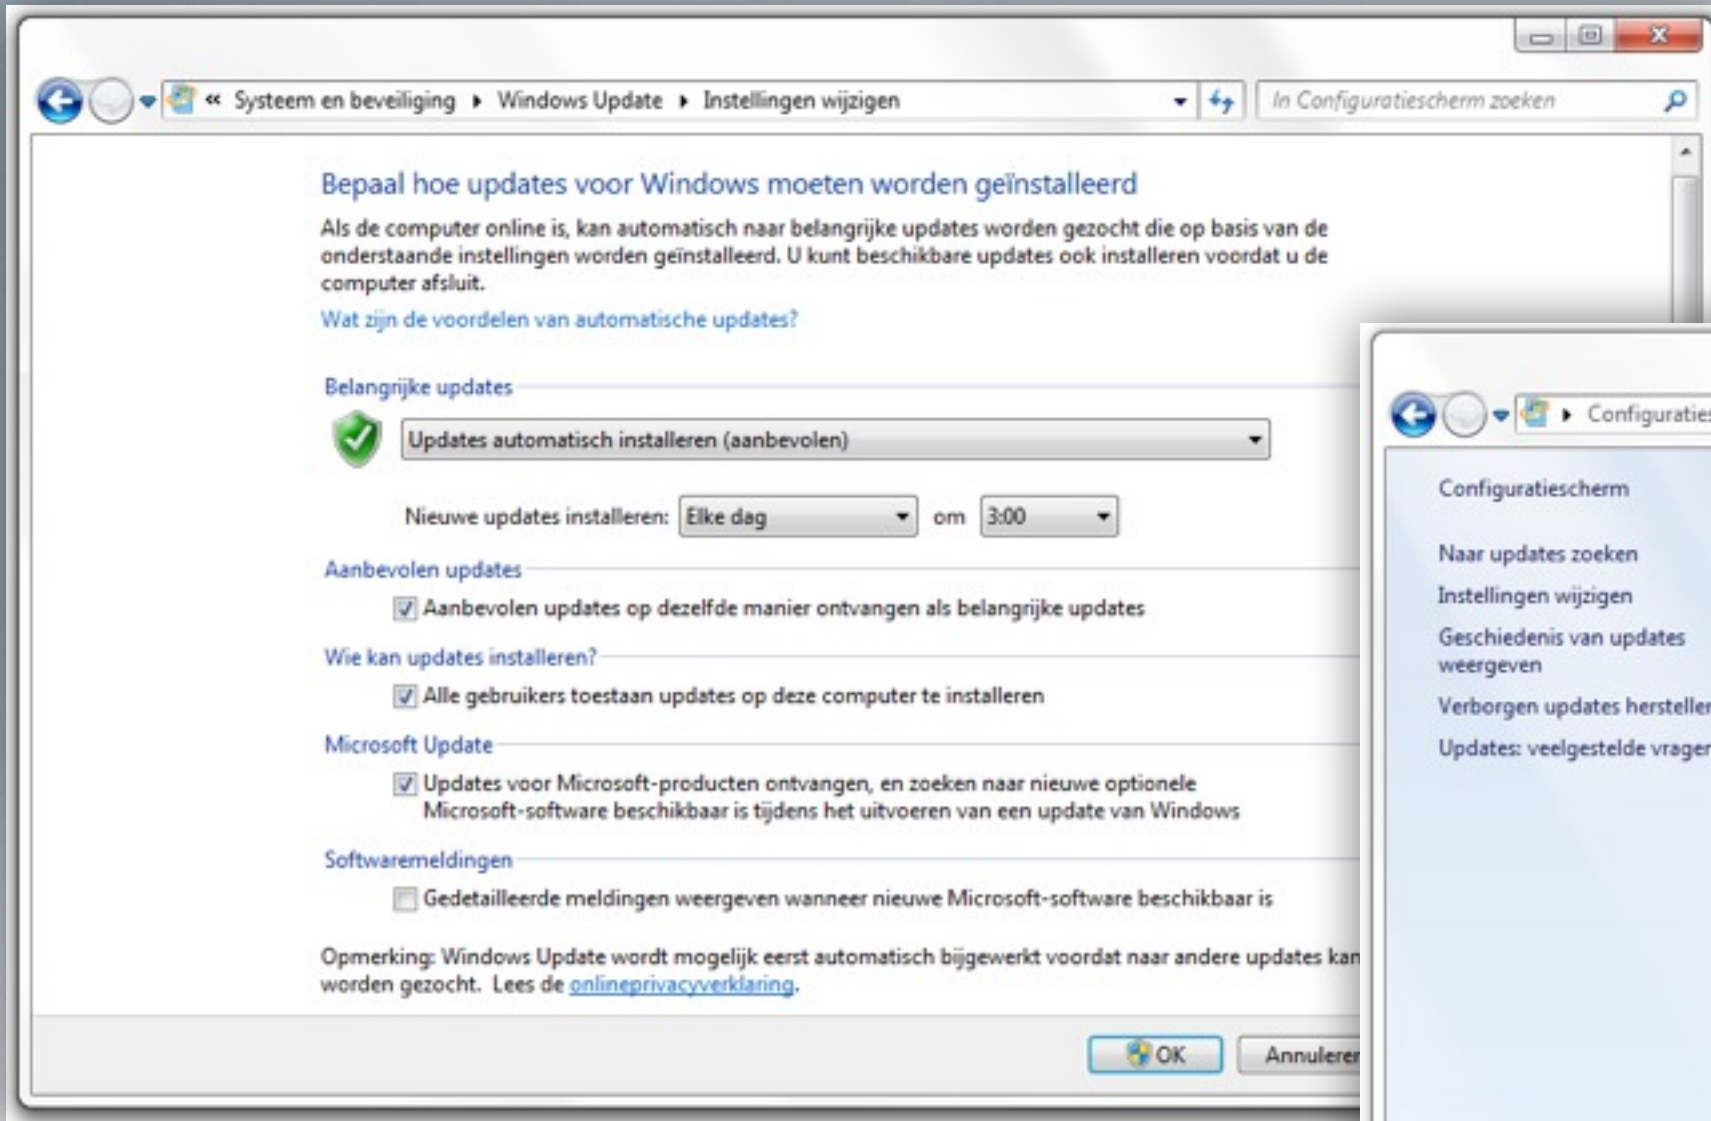 « Systeem en beveiliging ▸ Windows Update ▸ Instellingen wijzigen
In Configuratiescherm zoeken
Bepaal hoe updates voor Windows moeten worden geïnstalleerd
Als de computer online is, kan automatisch naar belangrijke updates worden gezocht die op basis van de
onderstaande instellingen worden geïnstalleerd. U kunt beschikbare updates ook installeren voordat u de
computer afsluit.
Wat zijn de voordelen van automatische updates?
Belangrijke updates
Updates automatisch installeren (aanbevolen)
Nieuwe updates installeren: Elke dag om 3:00
Aanbevolen updates
Aanbevolen updates op dezelfde manier ontvangen als belangrijke updates
Wie kan updates installeren?
Alle gebruikers toestaan updates op deze computer te installeren
Microsoft Update
Updates voor Microsoft-producten ontvangen, en zoeken naar nieuwe optionele
Microsoft-software beschikbaar is tijdens het uitvoeren van een update van Windows
Softwaremeldingen
Gedetailleerde meldingen weergeven wanneer nieuwe Microsoft-software beschikbaar is
Opmerking: Windows Update wordt mogelijk eerst automatisch bijgewerkt voordat naar andere updates kan
worden gezocht. Lees de onlineprivacyverklaring.
OK
Annuleren
▸ Configuraties
Configuratiescherm
Naar updates zoeken
Instellingen wijzigen
Geschiedenis van updates
weergeven
Verborgen updates herstellen
Updates: veelgestelde vragen